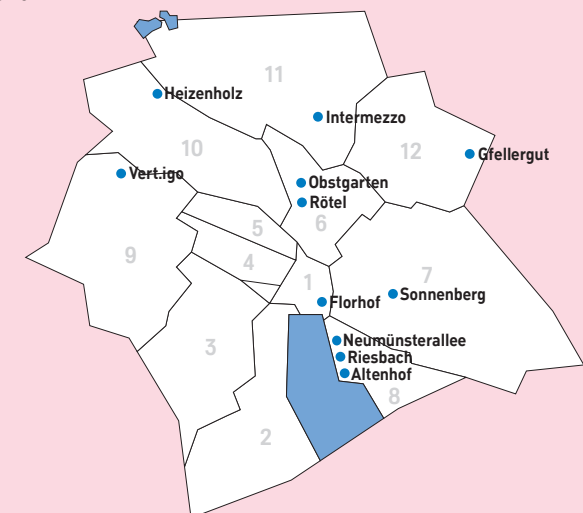 11
Heizenholz
Intermezzo
10
12
Gfellergut
Vert.igo
Obstgarten
Rötel
6
5
9
4
1
7
Sonnenberg
Florhof
3
Neumünsterallee
Riesbach
Altenhof
8
2